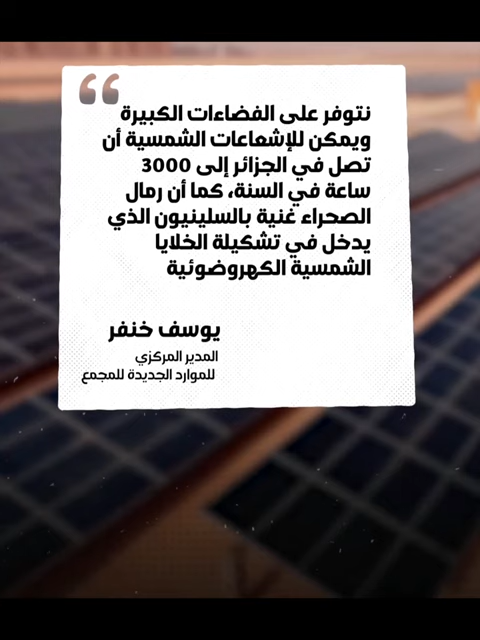 نتوفر على الفضاءات الكبيرة
ويمكن للإشعاعات الشمسية أن
تصل في الجزائر إلى 3000
ساعة في السنة، كما أن رمال
الصحراء غنية بالسلينيون الذي
يدخل في تشكيلة الخلايا
الشمسية الكهروضوئية
يوسف خنفر
المدير المركزي
للموارد الجديدة للمجمع